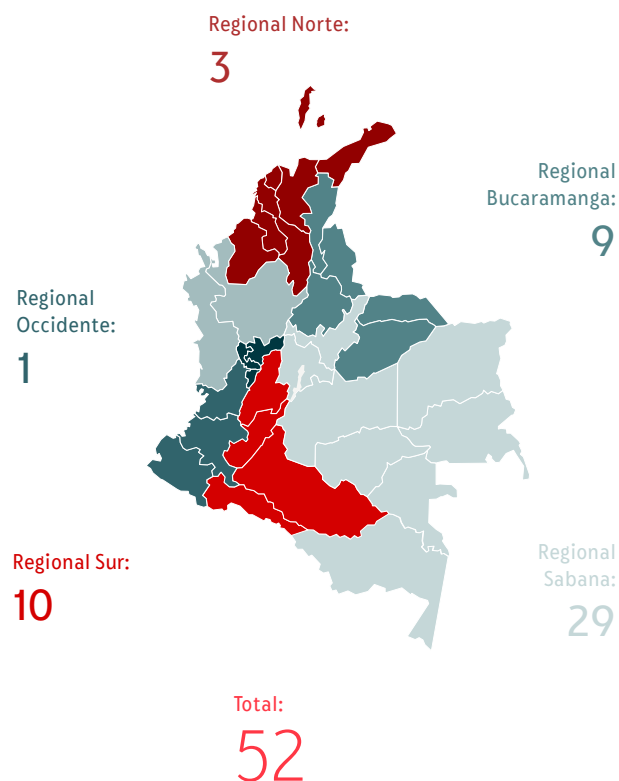 Regional Norte:
3
Regional
Bucaramanga:
9
Regional
Occidente:
1
Regional Sur:
10
Regional
Sabana:
29
Total:
52